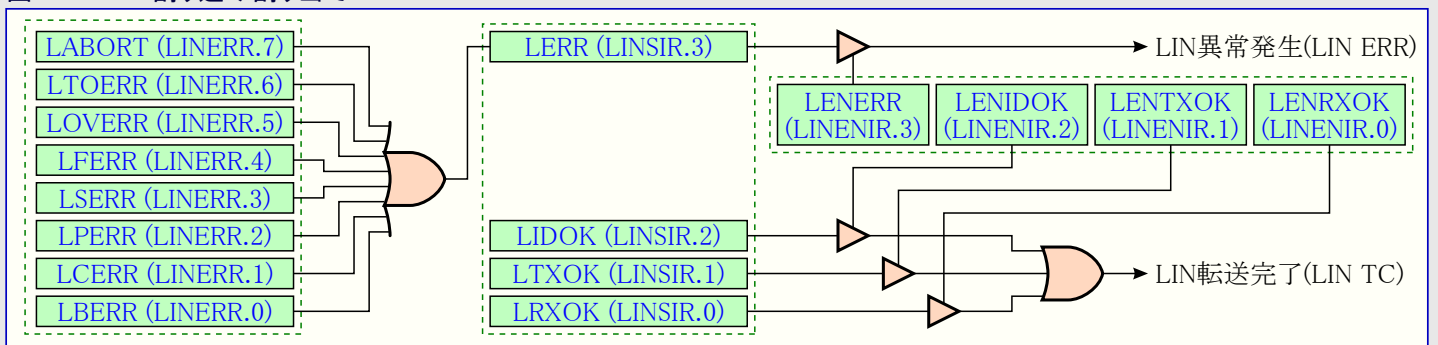 LABORT (LINERR.7)
LTOERR (LINERR.6)
LOVERR (LINERR.5)
LFERR (LINERR.4)
LSERR (LINERR.3)
LPERR (LINERR.2)
LCERR (LINERR.1)
LBERR (LINERR.0)
LERR (LINSIR.3)
LIDOK (LINSIR.2)
LTXOK (LINSIR.1)
LRXOK (LINSIR.0)
LIN異常発生(LIN ERR)
LENERR
(LINENIR.3)
LENIDOK
(LINENIR.2)
LENTXOK
(LINENIR.1)
LENRXOK
(LINENIR.0)
LIN転送完了(LIN TC)